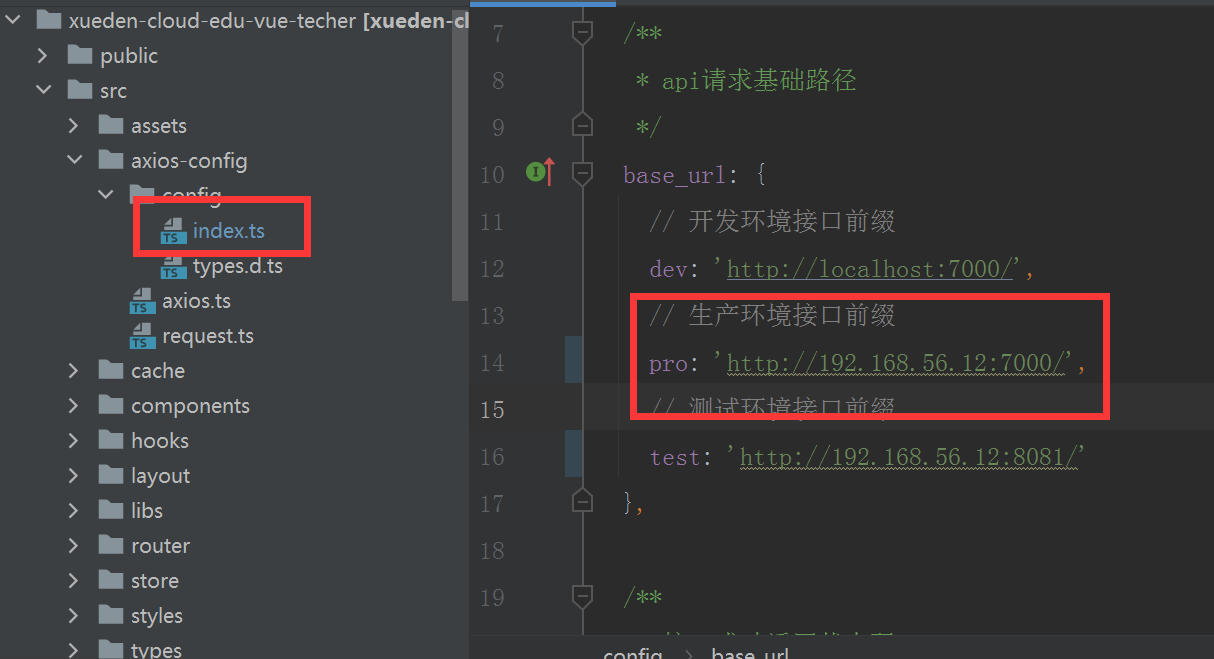 xueden-cloud-edu-vue-techer [xueden-cl
public
src
assets
axios-config
config
index.ts
types.d.ts
axios.ts
request.ts
cache
components
hooks
layout
libs
router
store
styles
types
7 /**
8 * api请求基础路径
9 */
10 base_url: {
11 // 开发环境接口前缀
12 dev: 'http://localhost:7000/',
13 // 生产环境接口前缀
14 pro: 'http://192.168.56.12:7000/',
15 // 测试环境接口前缀
16 test: 'http://192.168.56.12:8081/'
17 },
18
19 /**
config > base_url